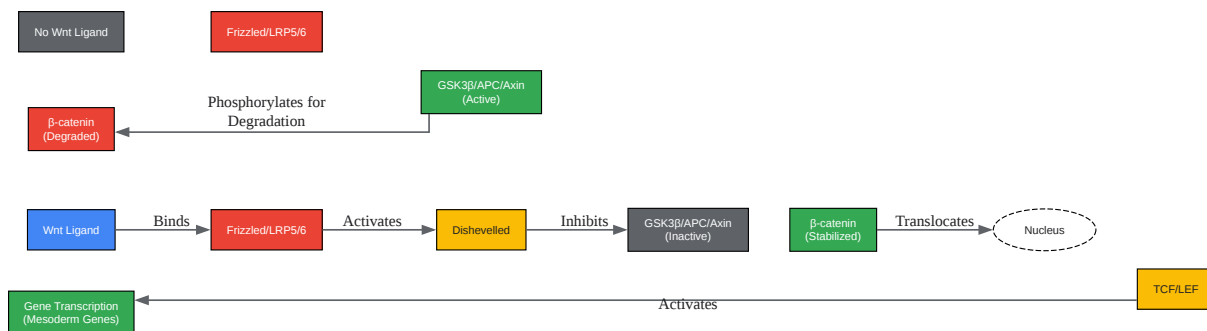 No Wnt Ligand
Frizzled/LRP5/6
GSK3β/APC/Axin
(Active)
Phosphorylates for
Degradation
β-catenin
(Degraded)
Wnt Ligand
Binds
Frizzled/LRP5/6
Activates
Dishevelled
Inhibits
GSK3β/APC/Axin
(Inactive)
β-catenin
(Stabilized)
Translocates
Nucleus
TCF/LEF
Activates
Gene Transcription
(Mesoderm Genes)